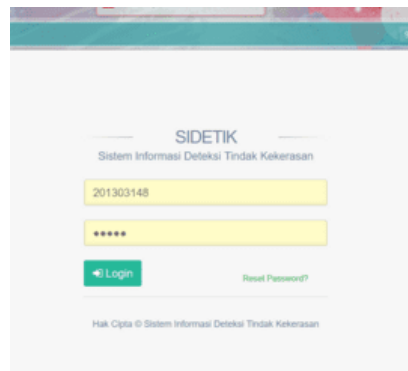 SIDETIK
Sistem Informasi Deteksi Tindak Kekerasan
201303148
•••••
Login
Reset Password?
Hak Cipta © Sistem Informasi Deteksi Tindak Kekerasan